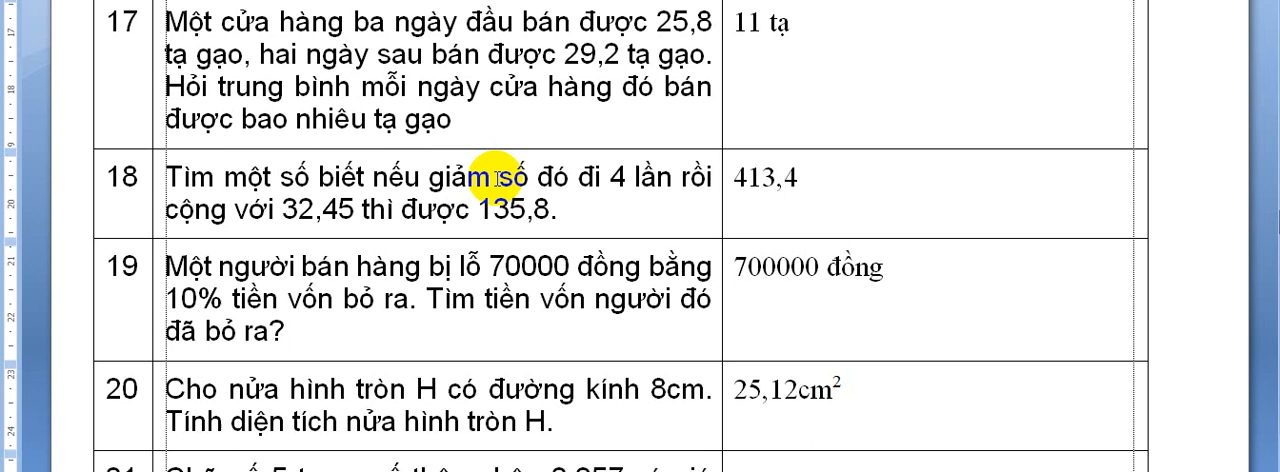 17 Một cửa hàng ba ngày đầu bán được 25,8 11 tạ
tạ gạo, hai ngày sau bán được 29,2 tạ gạo.
Hỏi trung bình mỗi ngày cửa hàng đó bán
được bao nhiêu tạ gạo
18 Tìm một số biết nếu giảm số đó đi 4 lần rồi 413,4
cộng với 32,45 thì được 135,8.
19 Một người bán hàng bị lỗ 70000 đồng bằng 700000 đồng
10% tiền vốn bỏ ra. Tìm tiền vốn người đó
đã bỏ ra?
20 Cho nửa hình tròn H có đường kính 8cm. 25,12cm²
Tính diện tích nửa hình tròn H.